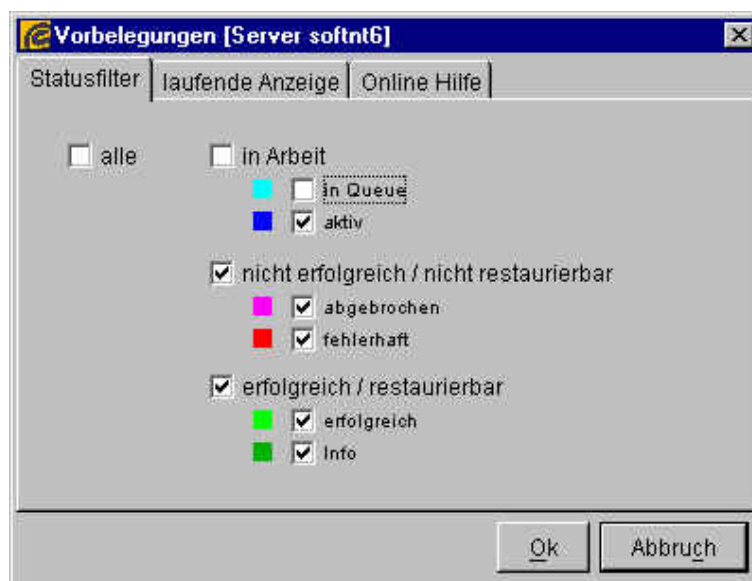 Vorbelegungen [Server softnt6]
Statusfilter laufende Anzeige Online Hilfe
alle in Arbeit
in Queue
aktiv
nicht erfolgreich / nicht restaurierbar
abgebrochen
fehlerhaft
erfolgreich / restaurierbar
erfolgreich
Info
Ok Abbruch